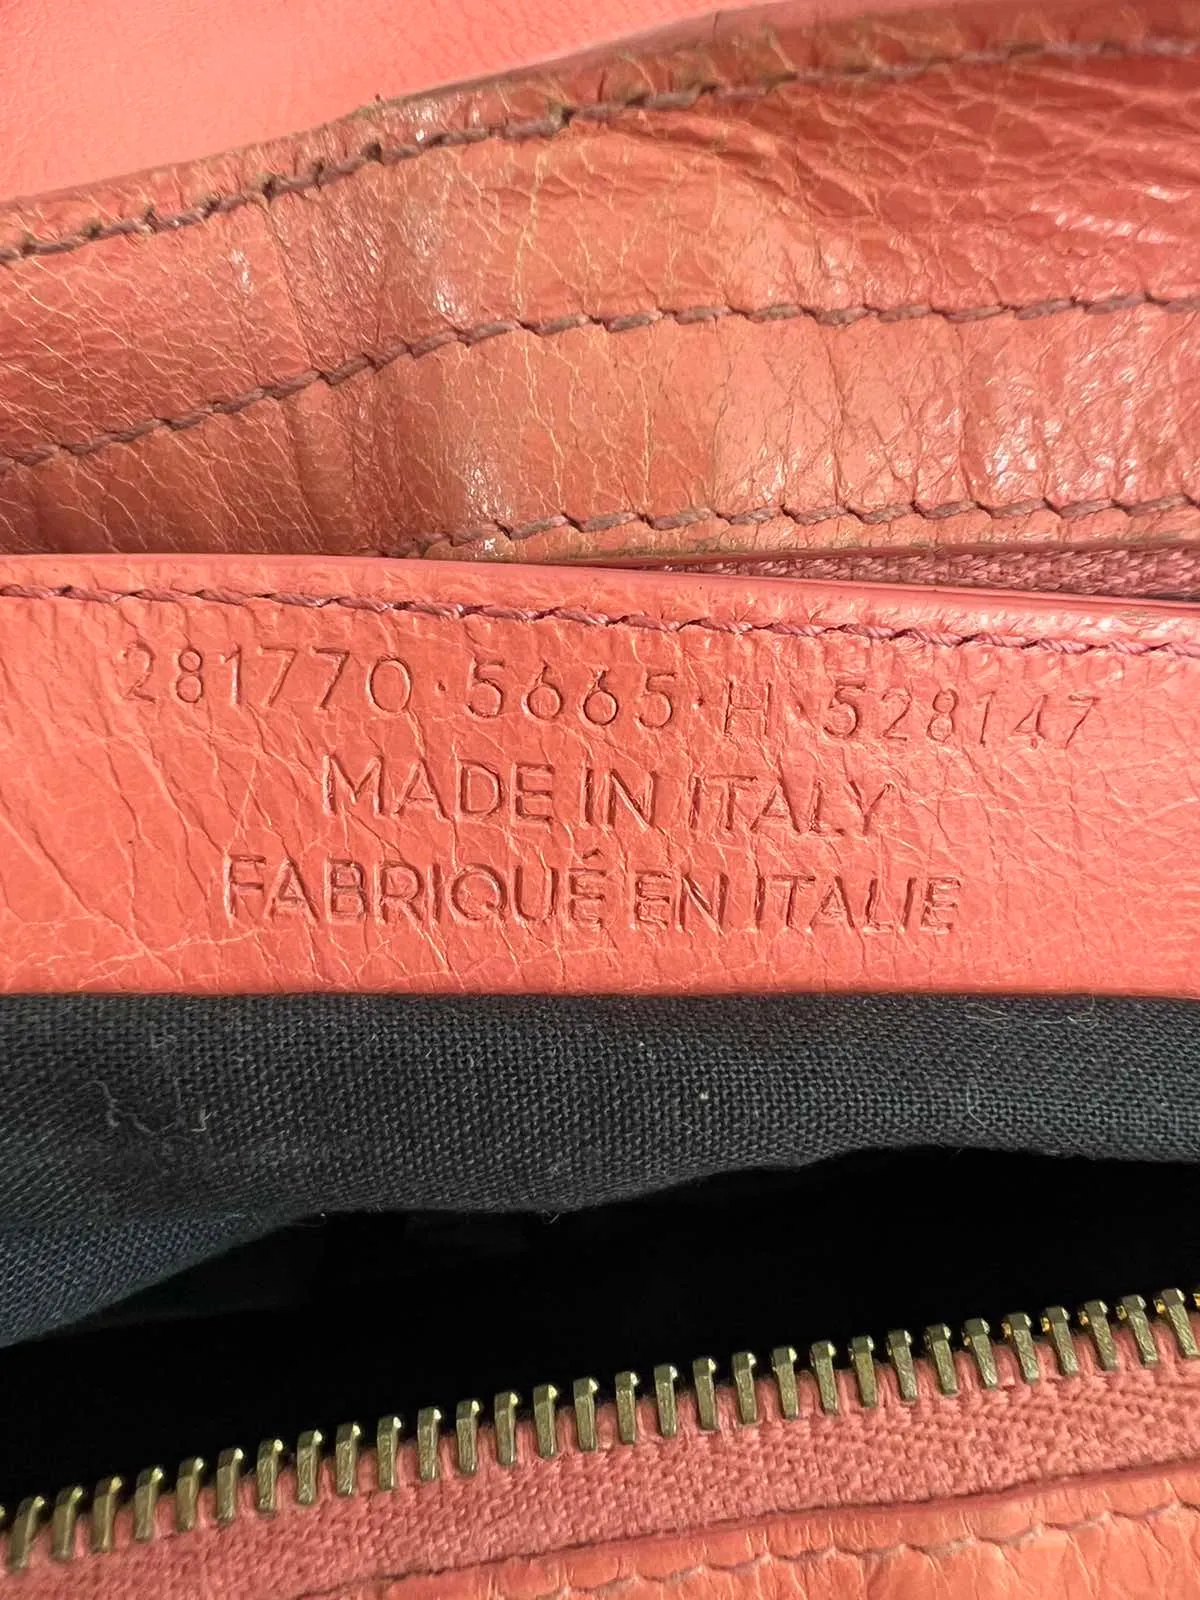 281770·5665·H·528147
MADE IN ITALY
FABRIQUÉ EN ITALIE